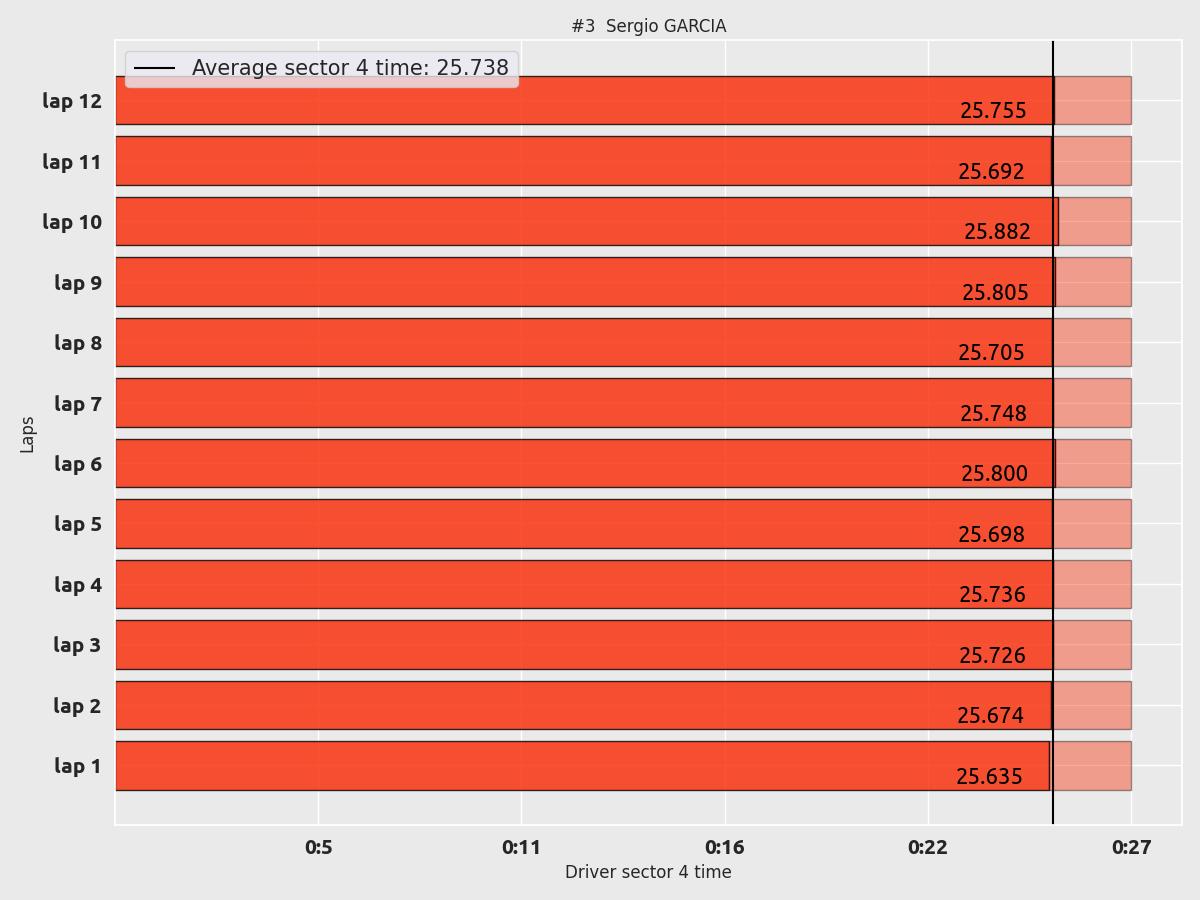 #3  Sergio GARCIA
Average sector 4 time: 25.738
lap 12 25.755
lap 11 25.692
lap 10 25.882
lap 9 25.805
lap 8 25.705
lap 7 25.748
lap 6 25.800
lap 5 25.698
lap 4 25.736
lap 3 25.726
lap 2 25.674
lap 1 25.635
Laps
0:5 0:11 0:16 0:22 0:27
Driver sector 4 time